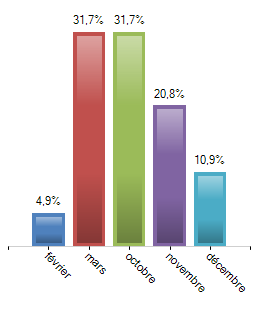 31,7%
31,7%
20,8%
10,9%
4,9%
février
mars
octobre
novembre
décembre